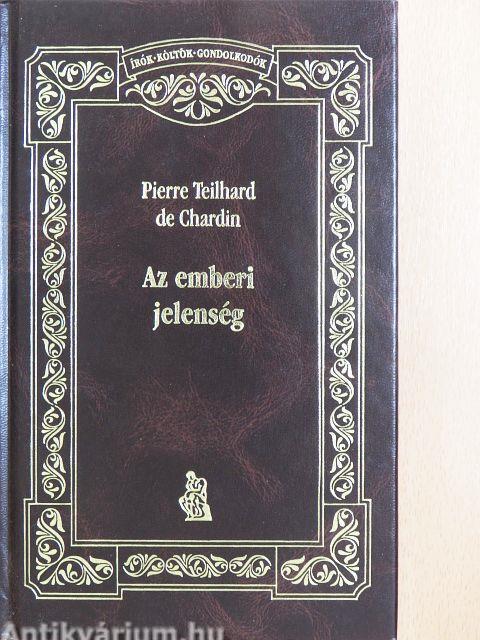 ÍRÓK · KÖLTŐK · GONDOLKODÓK
Pierre Teilhard
de Chardin
Az emberi
jelenség
Antikvárium.hu